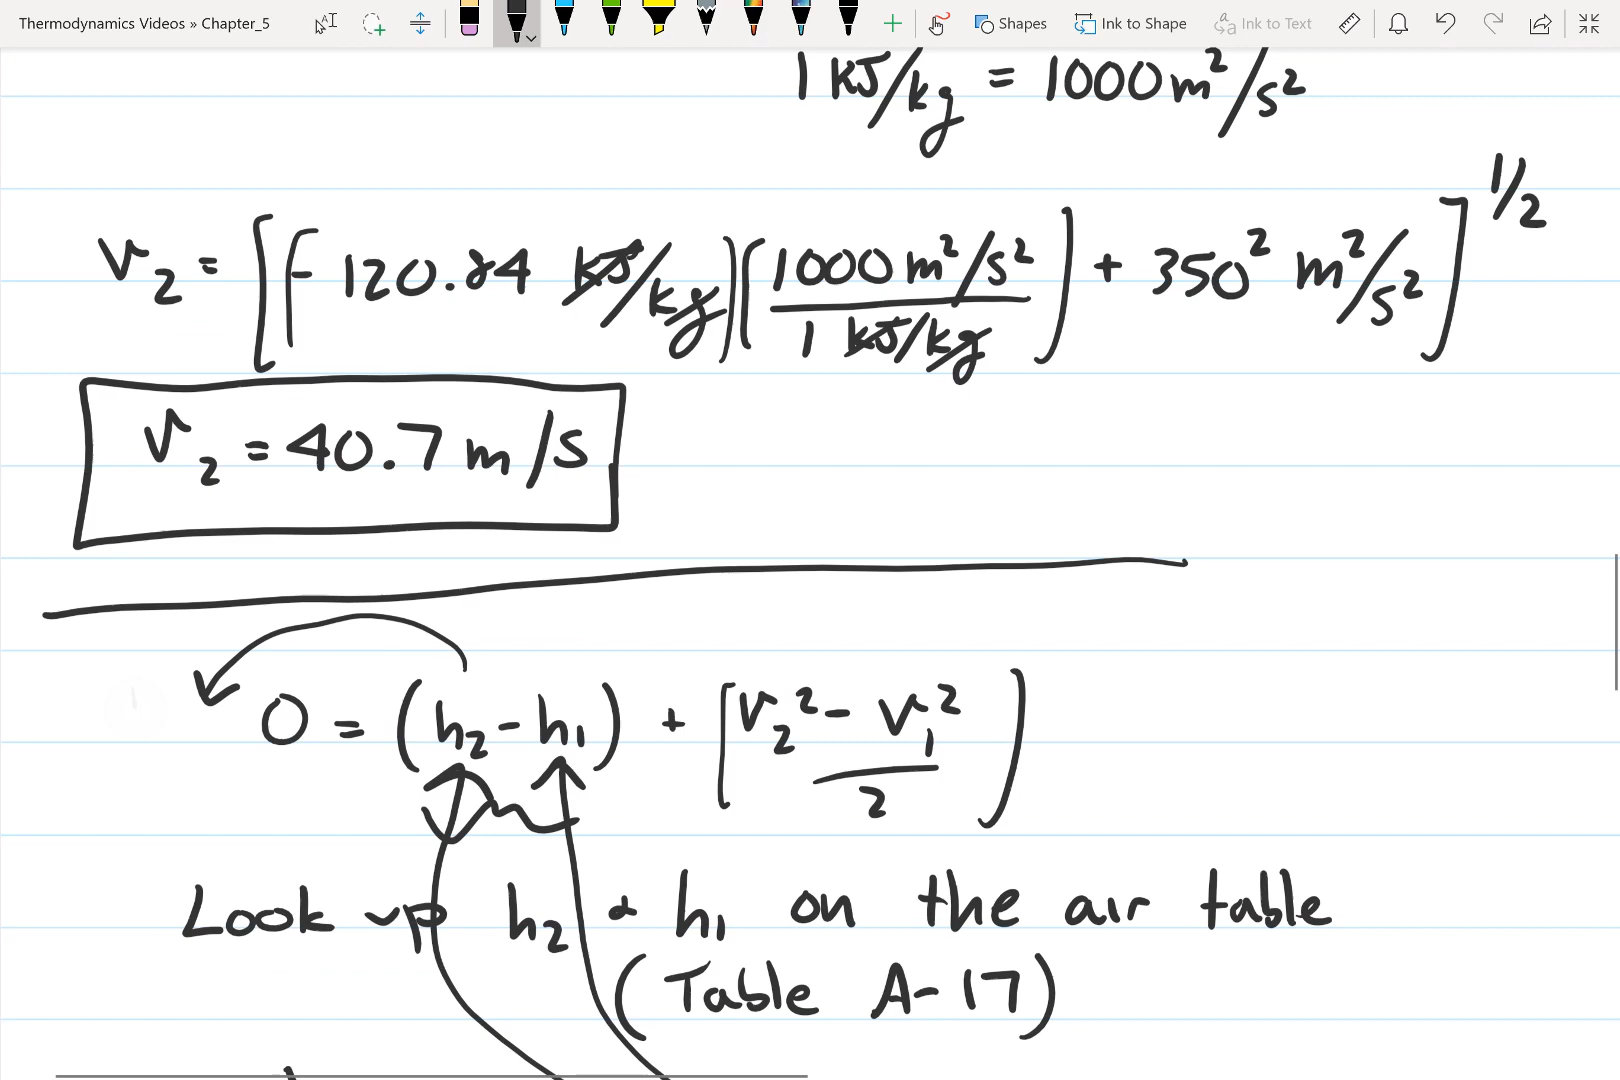 Thermodynamics Videos » Chapter_5
Shapes
Ink to Shape
Ink to Text
1 kJ/kg = 1000 m²/s²
V₂ = [(-120.84 kJ/kg)(1000 m²/s² / 1 kJ/kg) + 350² m²/s²]^1/2
V₂ = 40.7 m/s
0 = (h₂ - h₁) + [V₂² - V₁² / 2]
Look up h₂ + h₁ on the air table
(Table A-17)